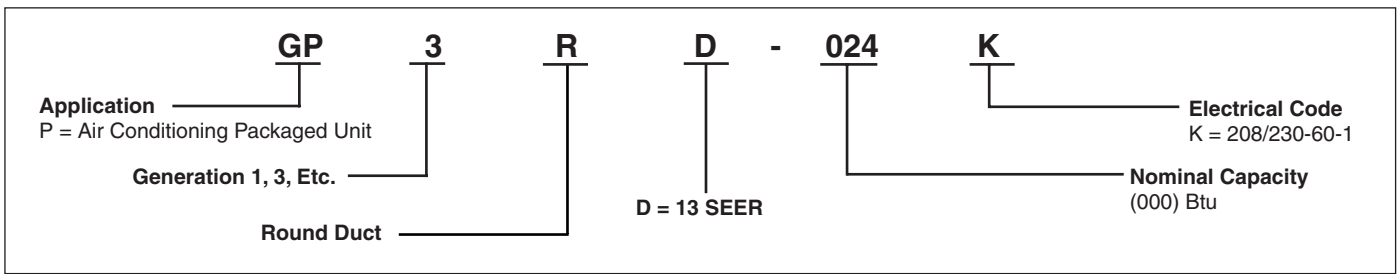 GP 3 R D - 024 K
Application
P = Air Conditioning Packaged Unit
Generation 1, 3, Etc.
Round Duct
D = 13 SEER
Electrical Code
K = 208/230-60-1
Nominal Capacity
(000) Btu